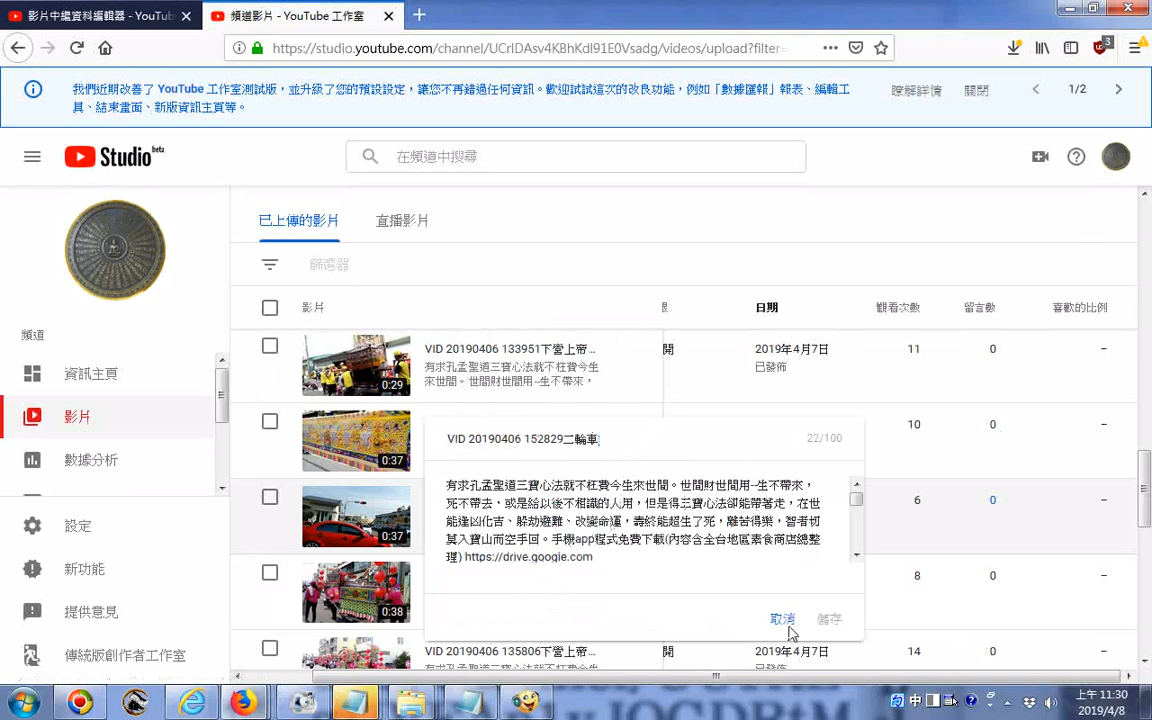 影片中繼資料編輯器 - YouTub
頻道影片 - YouTube 工作室
https://studio.youtube.com/channel/UCrIDAsv4KBhKdl91E0Vsadg/videos/upload?filter=
3
我們近期改善了 YouTube 工作室測試版，並升級了您的預設設定，讓您不再錯過任何資訊。歡迎試試這次的改良功能，例如「數據匯報」報表、編輯工
具、結束畫面、新版資訊主頁等。
瞭解詳情
關閉
1/2
Studio beta
在頻道中搜尋
已上傳的影片
直播影片
篩選器
影片
日期
觀看次數
留言數
喜歡的比例
頻道
資訊主頁
影片
數據分析
設定
新功能
提供意見
傳統版創作者工作室
0:29
VID 20190406 133951下營上帝...
有求孔孟聖道三寶心法就不枉費今生
來世間。世間財世間用--生不帶來，
開
2019年4月7日
已發佈
11
0
–
0:37
10
0
–
0:37
6
0
–
0:38
8
0
–
VID 20190406 152829二輪車
22/100
有求孔孟聖道三寶心法就不枉費今生來世間。世間財世間用--生不帶來，
死不帶去，或是給以後不相識的人用，但是得三寶心法卻能帶著走，在世
能逢凶化吉、躲劫避難、改變命運，壽終能超生了死，離苦得樂，智者切
莫入寶山而空手回。手機app程式免費下載(內容含全台地區素食商店總整
理) https://drive.google.com
取消
儲存
VID 20190406 135806下營上帝...
開
2019年4月7日
已發佈
14
0
–
中
上午 11:30
2019/4/8